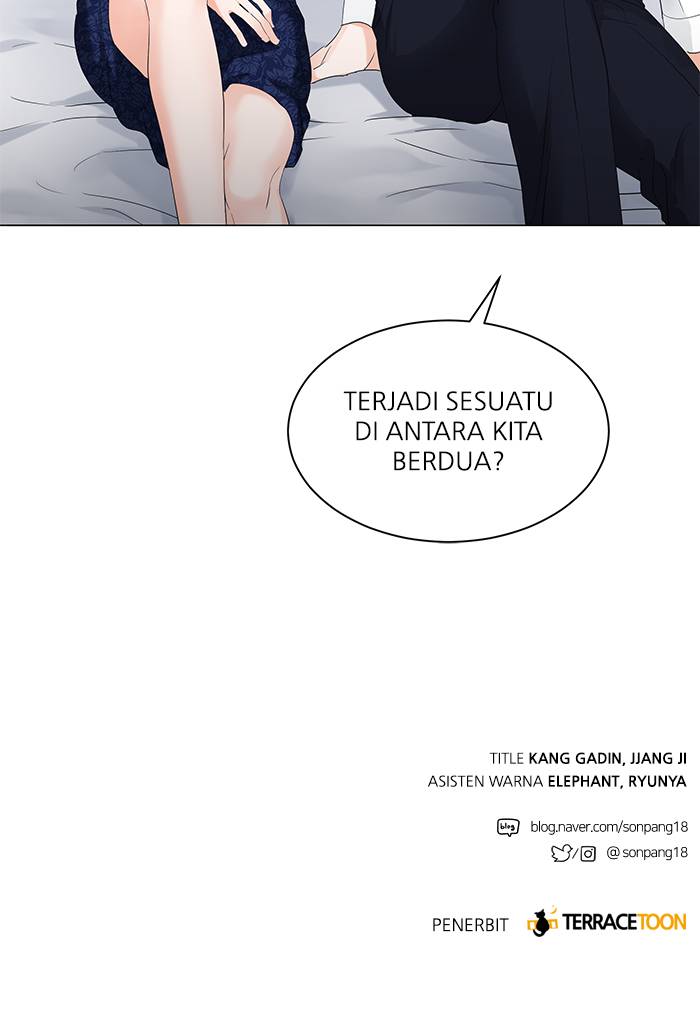 TERJADI SESUATU
DI ANTARA KITA
BERDUA?
TITLE KANG GADIN, JJANG JI
ASISTEN WARNA ELEPHANT, RYUNYA
blog blog.naver.com/sonpang18
/ @sonpang18
PENERBIT TERRACETOON